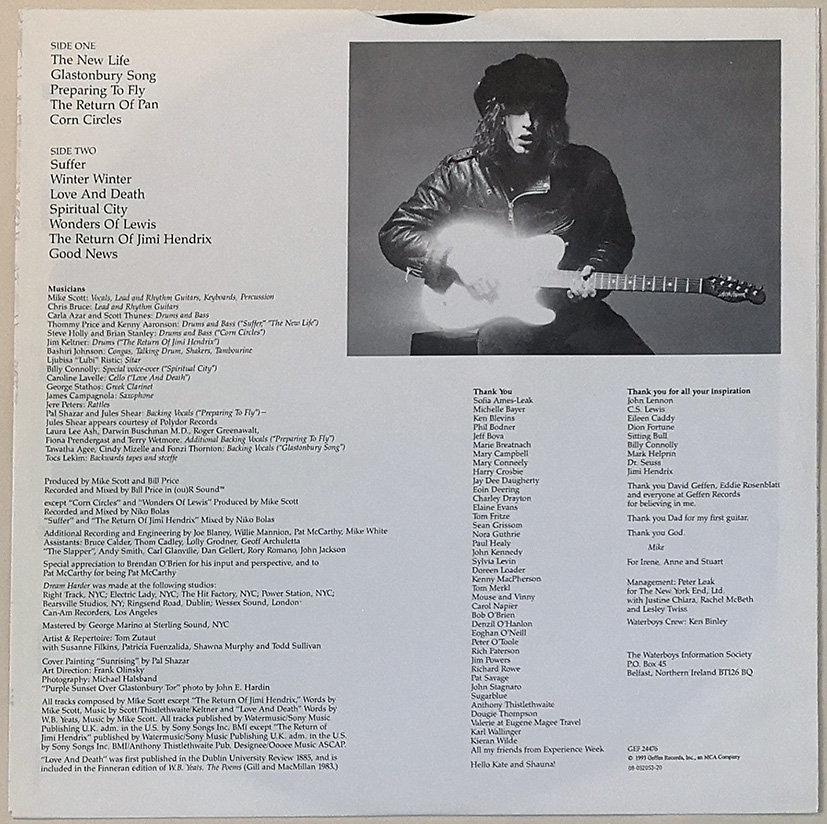 SIDE ONE
The New Life
Glastonbury Song
Preparing To Fly
The Return Of Pan
Corn Circles
SIDE TWO
Suffer
Winter Winter
Love And Death
Spiritual City
Wonders Of Lewis
The Return Of Jimi Hendrix
Good News
Musicians
Mike Scott: Vocals, Lead and Rhythm Guitars, Keyboards, Percussion
Chris Bruce: Lead and Rhythm Guitars
Carla Azar and Scott Thunes: Drums and Bass
Thommy Price and Kenny Aaronson: Drums and Bass ("Suffer," "The New Life")
Steve Holly and Brian Stanley: Drums and Bass ("Corn Circles")
Jim Keltner: Drums ("The Return Of Jimi Hendrix")
Bashiri Johnson: Congas, Talking Drum, Shakers, Tambourine
Ljubisa "Lubi" Ristic: Sitar
Billy Connolly: Special voice-over ("Spiritual City")
Caroline Lavelle: Cello ("Love And Death")
George Stathos: Greek Clarinet
James Campagnola: Saxophone
Jere Peters: Rattles
Pal Shazar and Jules Shear: Backing Vocals ("Preparing To Fly")—
Jules Shear appears courtesy of Polydor Records
Laura Lee Ash, Darwin Buschman M.D., Roger Greenawalt,
Fiona Prendergast and Terry Wetmore: Additional Backing Vocals ("Preparing To Fly")
Tawatha Agee, Cindy Mizelle and Fonzi Thornton: Backing Vocals ("Glastonbury Song")
Tocs Lekim: Backwards tapes and stceffe
Produced by Mike Scott and Bill Price
Recorded and Mixed by Bill Price in (ou)R Sound™
except "Corn Circles" and "Wonders Of Lewis" Produced by Mike Scott
Recorded and Mixed by Niko Bolas
"Suffer" and "The Return Of Jimi Hendrix" Mixed by Niko Bolas
Additional Recording and Engineering by Joe Blaney, Willie Mannion, Pat McCarthy, Mike White
Assistants: Bruce Calder, Thom Cadley, Lolly Grodner, Geoff Archuletta
"The Slapper", Andy Smith, Carl Glanville, Dan Gellert, Rory Romano, John Jackson
Special appreciation to Brendan O'Brien for his input and perspective, and to
Pat McCarthy for being Pat McCarthy
Dream Harder was made at the following studios:
Right Track, NYC; Electric Lady, NYC; The Hit Factory, NYC; Power Station, NYC;
Bearsville Studios, NY; Ringsend Road, Dublin; Wessex Sound, London
Can-Am Recorders, Los Angeles
Mastered by George Marino at Sterling Sound, NYC
Artist & Repertoire: Tom Zutaut
with Susanne Filkins, Patricia Fuenzalida, Shawna Murphy and Todd Sullivan
Cover Painting "Sunrising" by Pal Shazar
Art Direction: Frank Olinsky
Photography: Michael Halsband
"Purple Sunset Over Glastonbury Tor" photo by John E. Hardin
All tracks composed by Mike Scott except "The Return Of Jimi Hendrix," Words by
Mike Scott, Music by Scott/Thistlethwaite/Keltner and "Love And Death" Words by
W.B. Yeats, Music by Mike Scott. All tracks published by Watermusic/Sony Music
Publishing U.K. adm. in the U.S. by Sony Songs Inc. BMI except "The Return of
Jimi Hendrix" published by Watermusic/Sony Music Publishing U.K. adm. in the U.S.
by Sony Songs Inc. BMI/Anthony Thistlethwaite Pub. Designee/Oooee Music ASCAP.
"Love And Death" was first published in the Dublin University Review 1885, and is
included in the Finneran edition of W.B. Yeats. The Poems (Gill and MacMillan 1983.)
Thank You
Sofia Ames-Leak
Michelle Bayer
Ken Blevins
Phil Bodner
Jeff Bova
Marie Breatnach
Mary Campbell
Mary Conneely
Harry Crosbie
Jay Dee Daugherty
Eoin Deering
Charley Drayton
Elaine Evans
Tom Fritze
Sean Grissom
Nora Guthrie
Paul Healy
John Kennedy
Sylvia Levin
Doreen Loader
Kenny MacPherson
Tom Merkl
Mouse and Vinny
Carol Napier
Bob O'Brien
Denzil O'Hanlon
Eoghan O'Neill
Peter O'Toole
Rich Paterson
Jim Powers
Richard Rowe
Pat Savage
John Stagnaro
Sugarblue
Anthony Thistlethwaite
Dougie Thompson
Valerie at Eugene Magee Travel
Karl Wallinger
Kieran Wilde
All my friends from Experience Week
Hello Kate and Shauna!
Thank you for all your inspiration
John Lennon
C.S. Lewis
Eileen Caddy
Dion Fortune
Sitting Bull
Billy Connolly
Mark Helprin
Dr. Seuss
Jimi Hendrix
Thank you David Geffen, Eddie Rosenblatt
and everyone at Geffen Records
for believing in me.
Thank you Dad for my first guitar.
Thank you God.
Mike
For Irene, Anne and Stuart
Management: Peter Leak
for The New York End, Ltd.
with Justine Chiara, Rachel McBeth
and Lesley Twiss
Waterboys Crew: Ken Binley
The Waterboys Information Society
P.O. Box 45
Belfast, Northern Ireland BT126 BQ
GEF 24476
© 1993 Geffen Records, Inc., an MCA Company